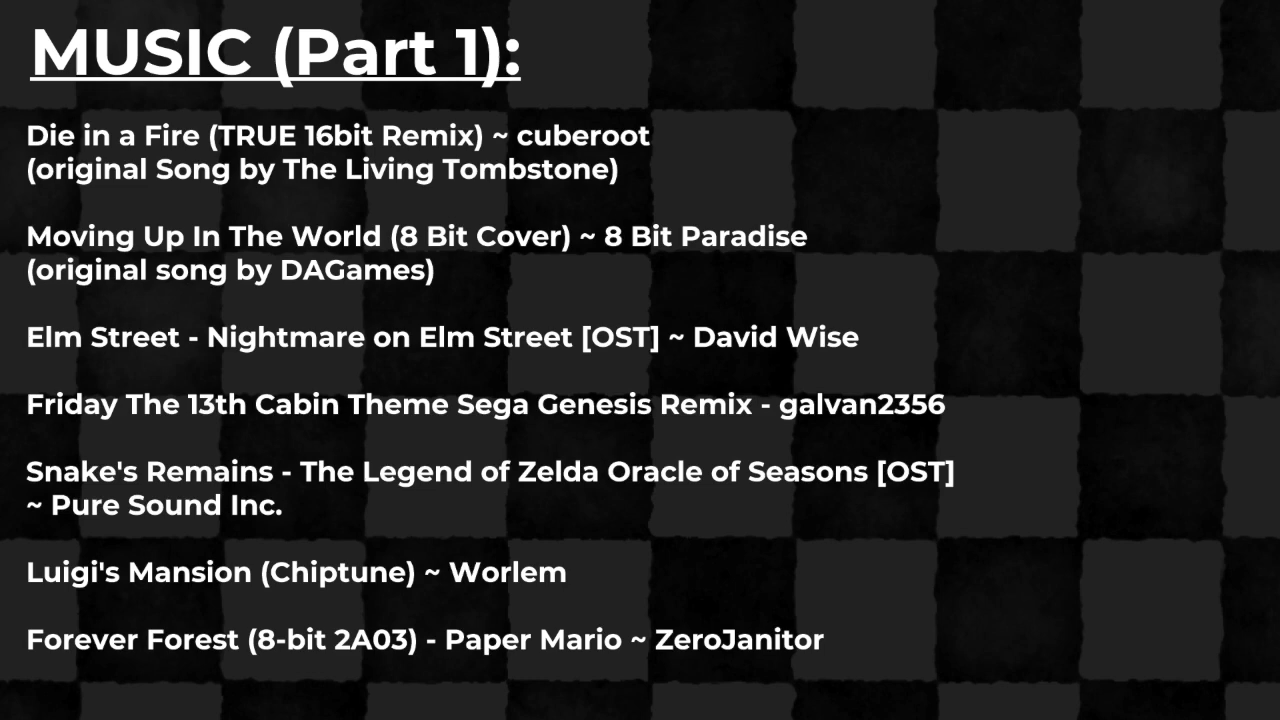 MUSIC (Part 1):
Die in a Fire (TRUE 16bit Remix) ~ cuberoot
(original Song by The Living Tombstone)
Moving Up In The World (8 Bit Cover) ~ 8 Bit Paradise
(original song by DAGames)
Elm Street - Nightmare on Elm Street [OST] ~ David Wise
Friday The 13th Cabin Theme Sega Genesis Remix - galvan2356
Snake's Remains - The Legend of Zelda Oracle of Seasons [OST]
~ Pure Sound Inc.
Luigi's Mansion (Chiptune) ~ Worlem
Forever Forest (8-bit 2A03) - Paper Mario ~ ZeroJanitor